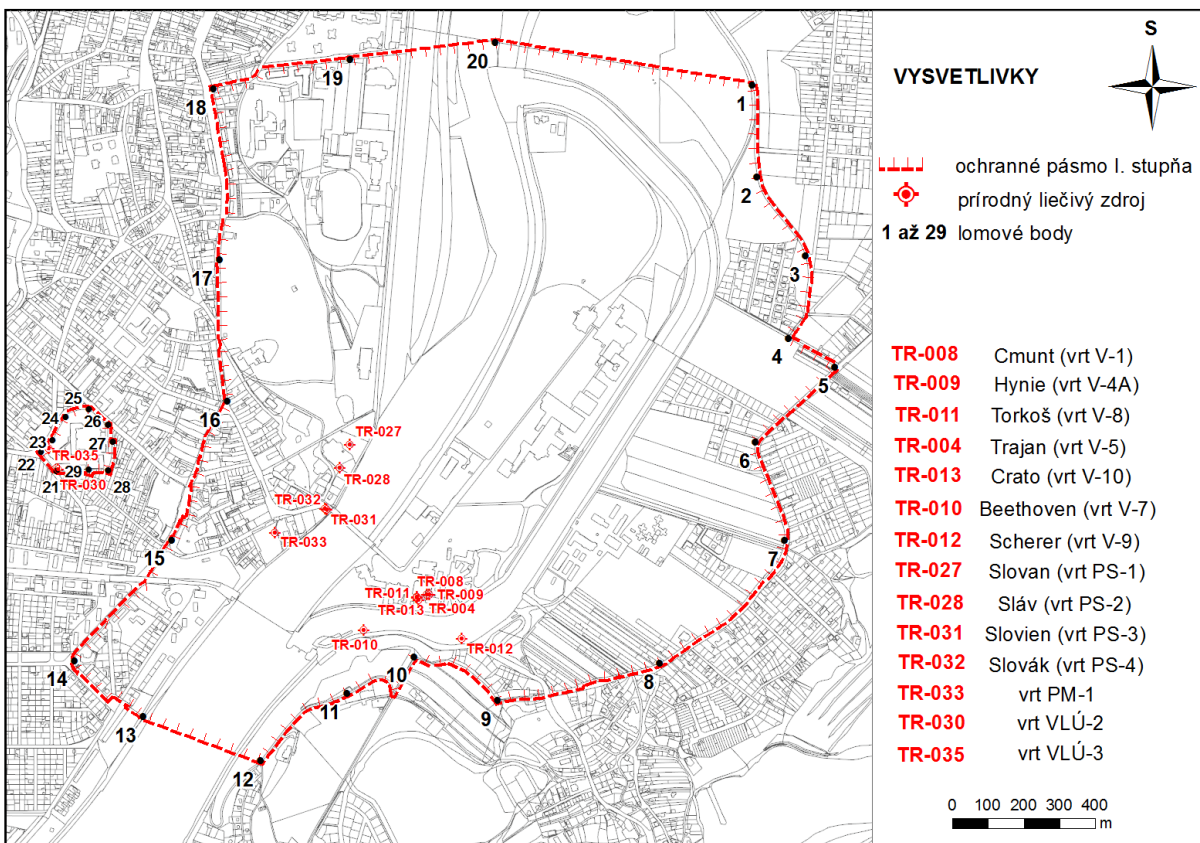 20
19
18
1
2
17
3
4
5
16
25
24
26
23
27
TR-035
22
29
28
21
TR-030
6
TR-027
TR-028
TR-032
TR-031
TR-033
15
7
TR-008
TR-011
TR-009
TR-013
TR-004
TR-010
TR-012
14
10
8
11
9
13
12
S
VYSVETLIVKY
ochranné pásmo I. stupňa
prírodný liečivý zdroj
1 až 29 lomové body
TR-008 Cmunt (vrt V-1)
TR-009 Hynie (vrt V-4A)
TR-011 Torkoš (vrt V-8)
TR-004 Trajan (vrt V-5)
TR-013 Crato (vrt V-10)
TR-010 Beethoven (vrt V-7)
TR-012 Scherer (vrt V-9)
TR-027 Slovan (vrt PS-1)
TR-028 Sláv (vrt PS-2)
TR-031 Slovien (vrt PS-3)
TR-032 Slovák (vrt PS-4)
TR-033 vrt PM-1
TR-030 vrt VLÚ-2
TR-035 vrt VLÚ-3
0 100 200 300 400
m